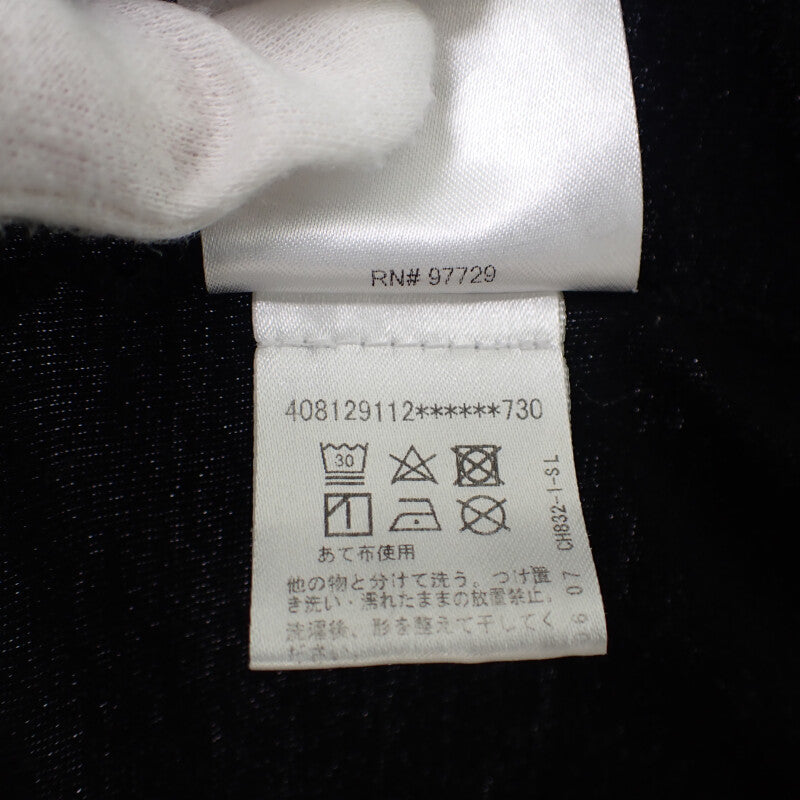 RN# 97729
408129112******730
30
あて布使用
他の物と分けて洗う。つけ置
き洗い・濡れたままの放置禁止。
洗濯後、形を整えて干してく
ださい。
CH832-1-SL
06 07